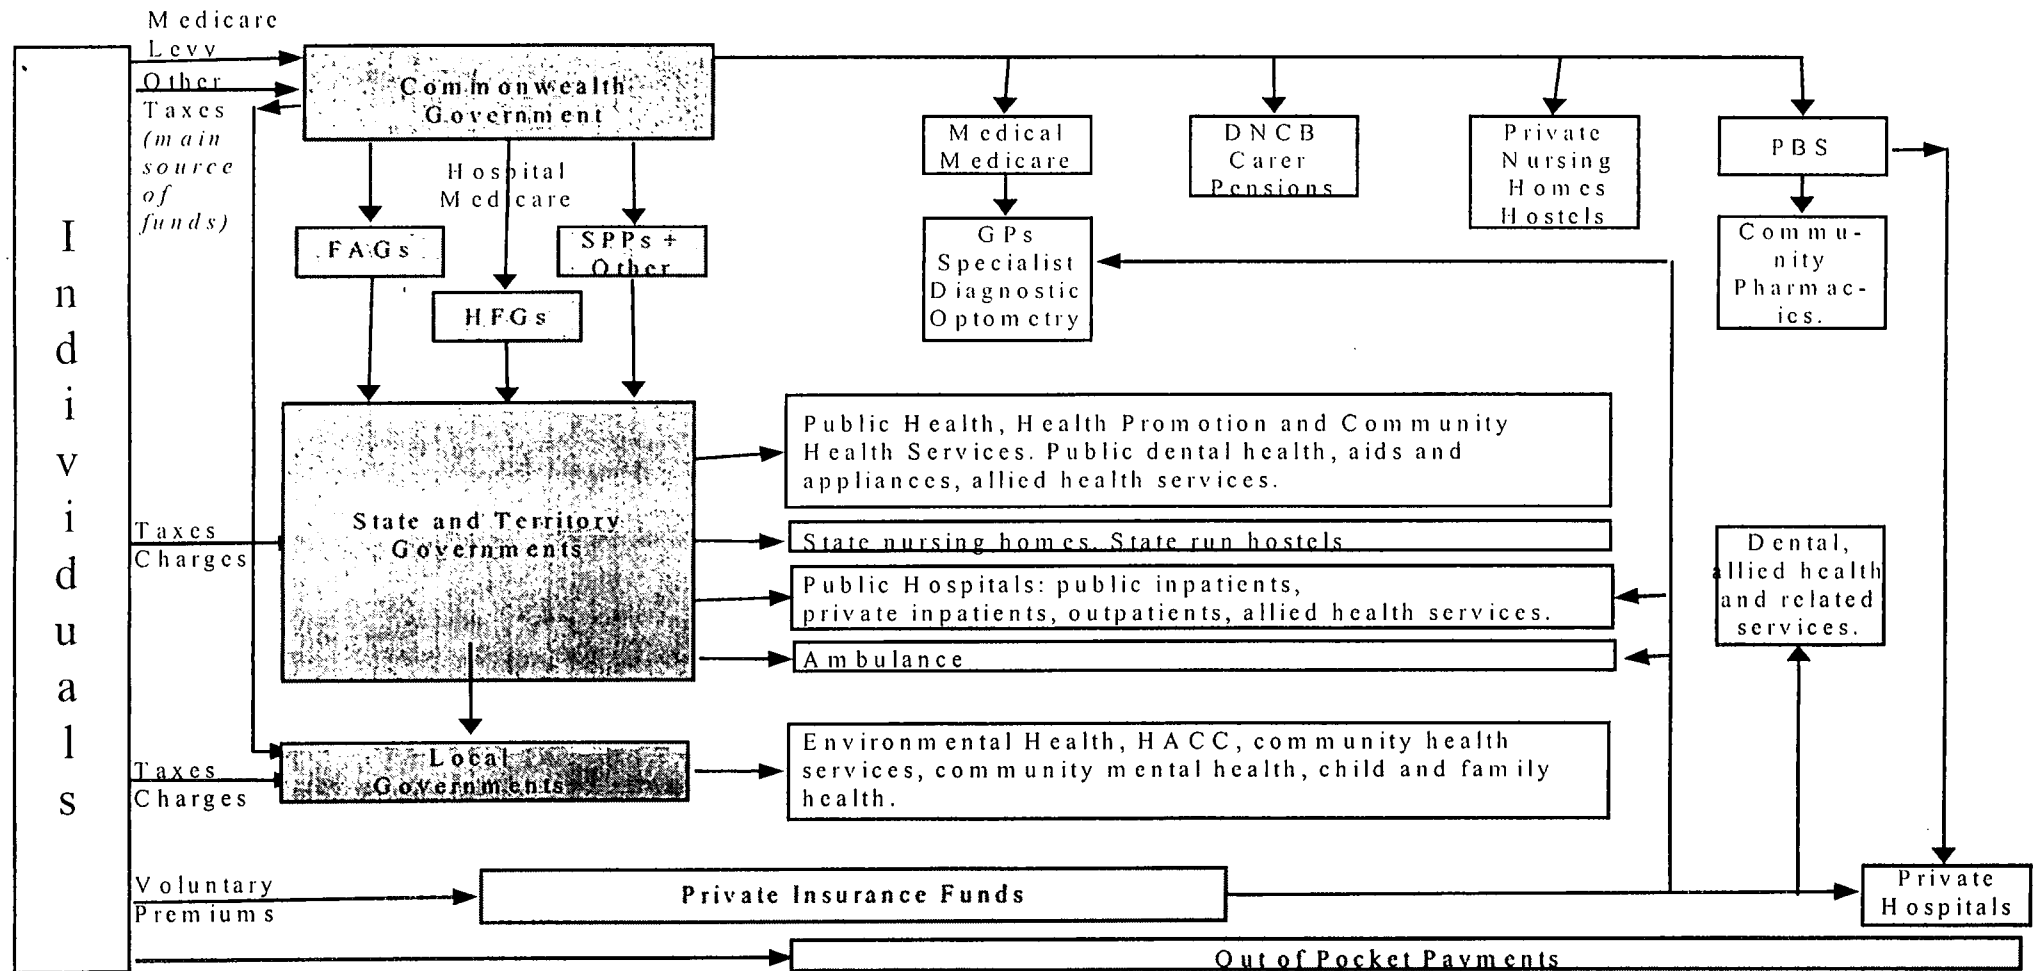 Medicare
Levy
Other
Taxes
(main
source
of
funds)
Individuals
Commonwealth
Government
Hospital
Medicare
FAGs
HFGs
SPPs +
Other
Medical
Medicare
DNCB
Carer
Pensions
Private
Nursing
Homes
Hostels
PBS
GPs
Specialist
Diagnostic
Optometry
Commu-
nity
Pharmac-
ies.
Taxes
Charges
State and Territory
Governments
Public Health, Health Promotion and Community
Health Services. Public dental health, aids and
appliances, allied health services.
State nursing homes. State run hostels
Public Hospitals: public inpatients,
private inpatients, outpatients, allied health services.
Ambulance
Dental,
allied health
and related
services.
Taxes
Charges
Local
Governments
Environmental Health, HACC, community health
services, community mental health, child and family
health.
Voluntary
Premiums
Private Insurance Funds
Private
Hospitals
Out of Pocket Payments